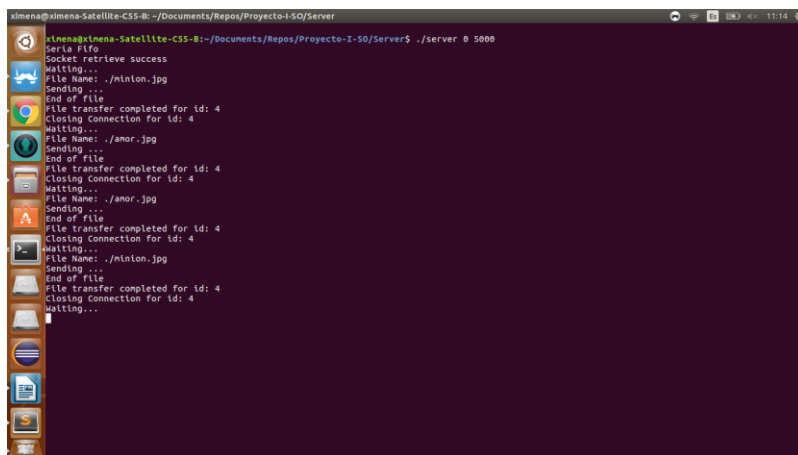 ximena@ximena-Satellite-C55-B: ~/Documents/Repos/Proyecto-I-SO/Server
Es
11:14
ximena@ximena-Satellite-C55-B:~/Documents/Repos/Proyecto-I-SO/Server$ ./server 0 5000
Seria Fifo
Socket retrieve success
Waiting...
File Name: ./minion.jpg
Sending ...
End of file
File transfer completed for id: 4
Closing Connection for id: 4
Waiting...
File Name: ./amor.jpg
Sending ...
End of file
File transfer completed for id: 4
Closing Connection for id: 4
Waiting...
File Name: ./amor.jpg
Sending ...
End of file
File transfer completed for id: 4
Closing Connection for id: 4
Waiting...
File Name: ./minion.jpg
Sending ...
End of file
File transfer completed for id: 4
Closing Connection for id: 4
Waiting...